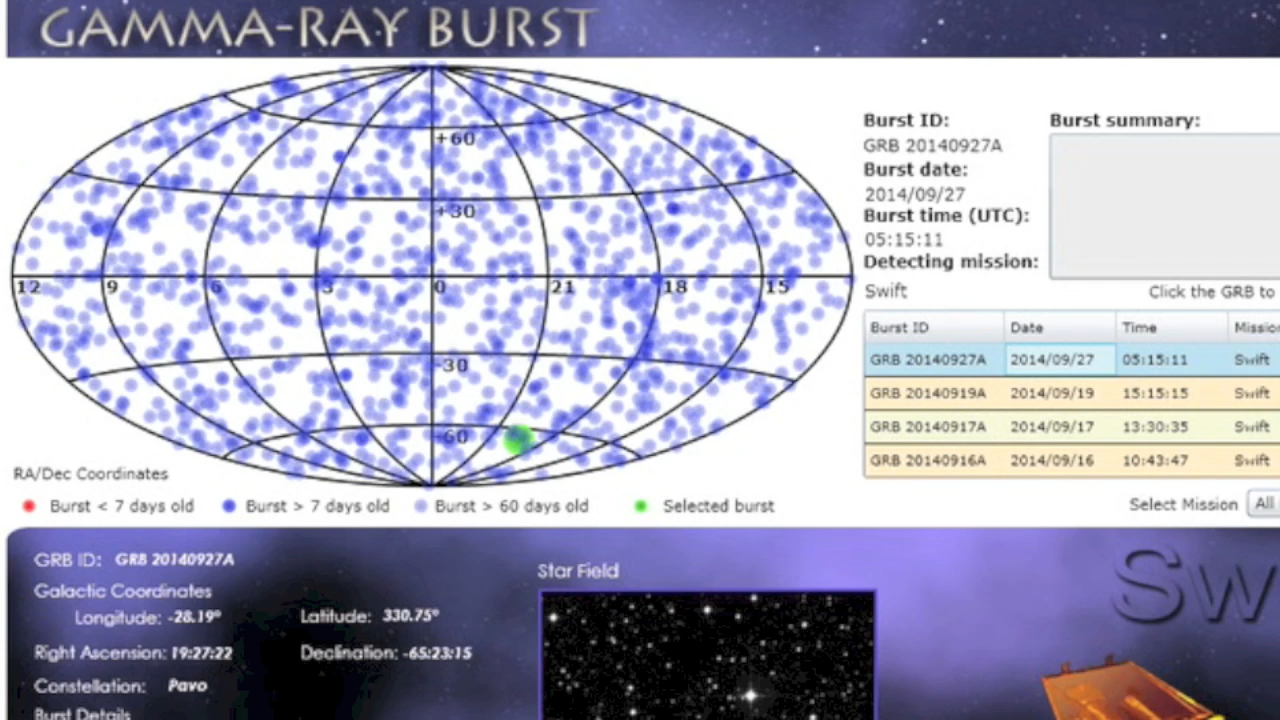 GAMMA-RAY BURST
+60
+30
12 9 6 3 0 21 18 15
-30
-60
RA/Dec Coordinates
Burst < 7 days old Burst > 7 days old Burst > 60 days old Selected burst
Burst ID:
GRB 20140927A
Burst date:
2014/09/27
Burst time (UTC):
05:15:11
Detecting mission:
Swift
Burst summary:
Click the GRB to
Burst ID Date Time Missio
GRB 20140927A 2014/09/27 05:15:11 Swift
GRB 20140919A 2014/09/19 15:15:15 Swift
GRB 20140917A 2014/09/17 13:30:35 Swift
GRB 20140916A 2014/09/16 10:43:47 Swift
Select Mission All
GRB ID: GRB 20140927A
Galactic Coordinates
Longitude: -28.19° Latitude: 330.75°
Right Ascension: 19:27:22 Declination: -65:23:15
Constellation: Pavo
Burst Details
Star Field
Sw